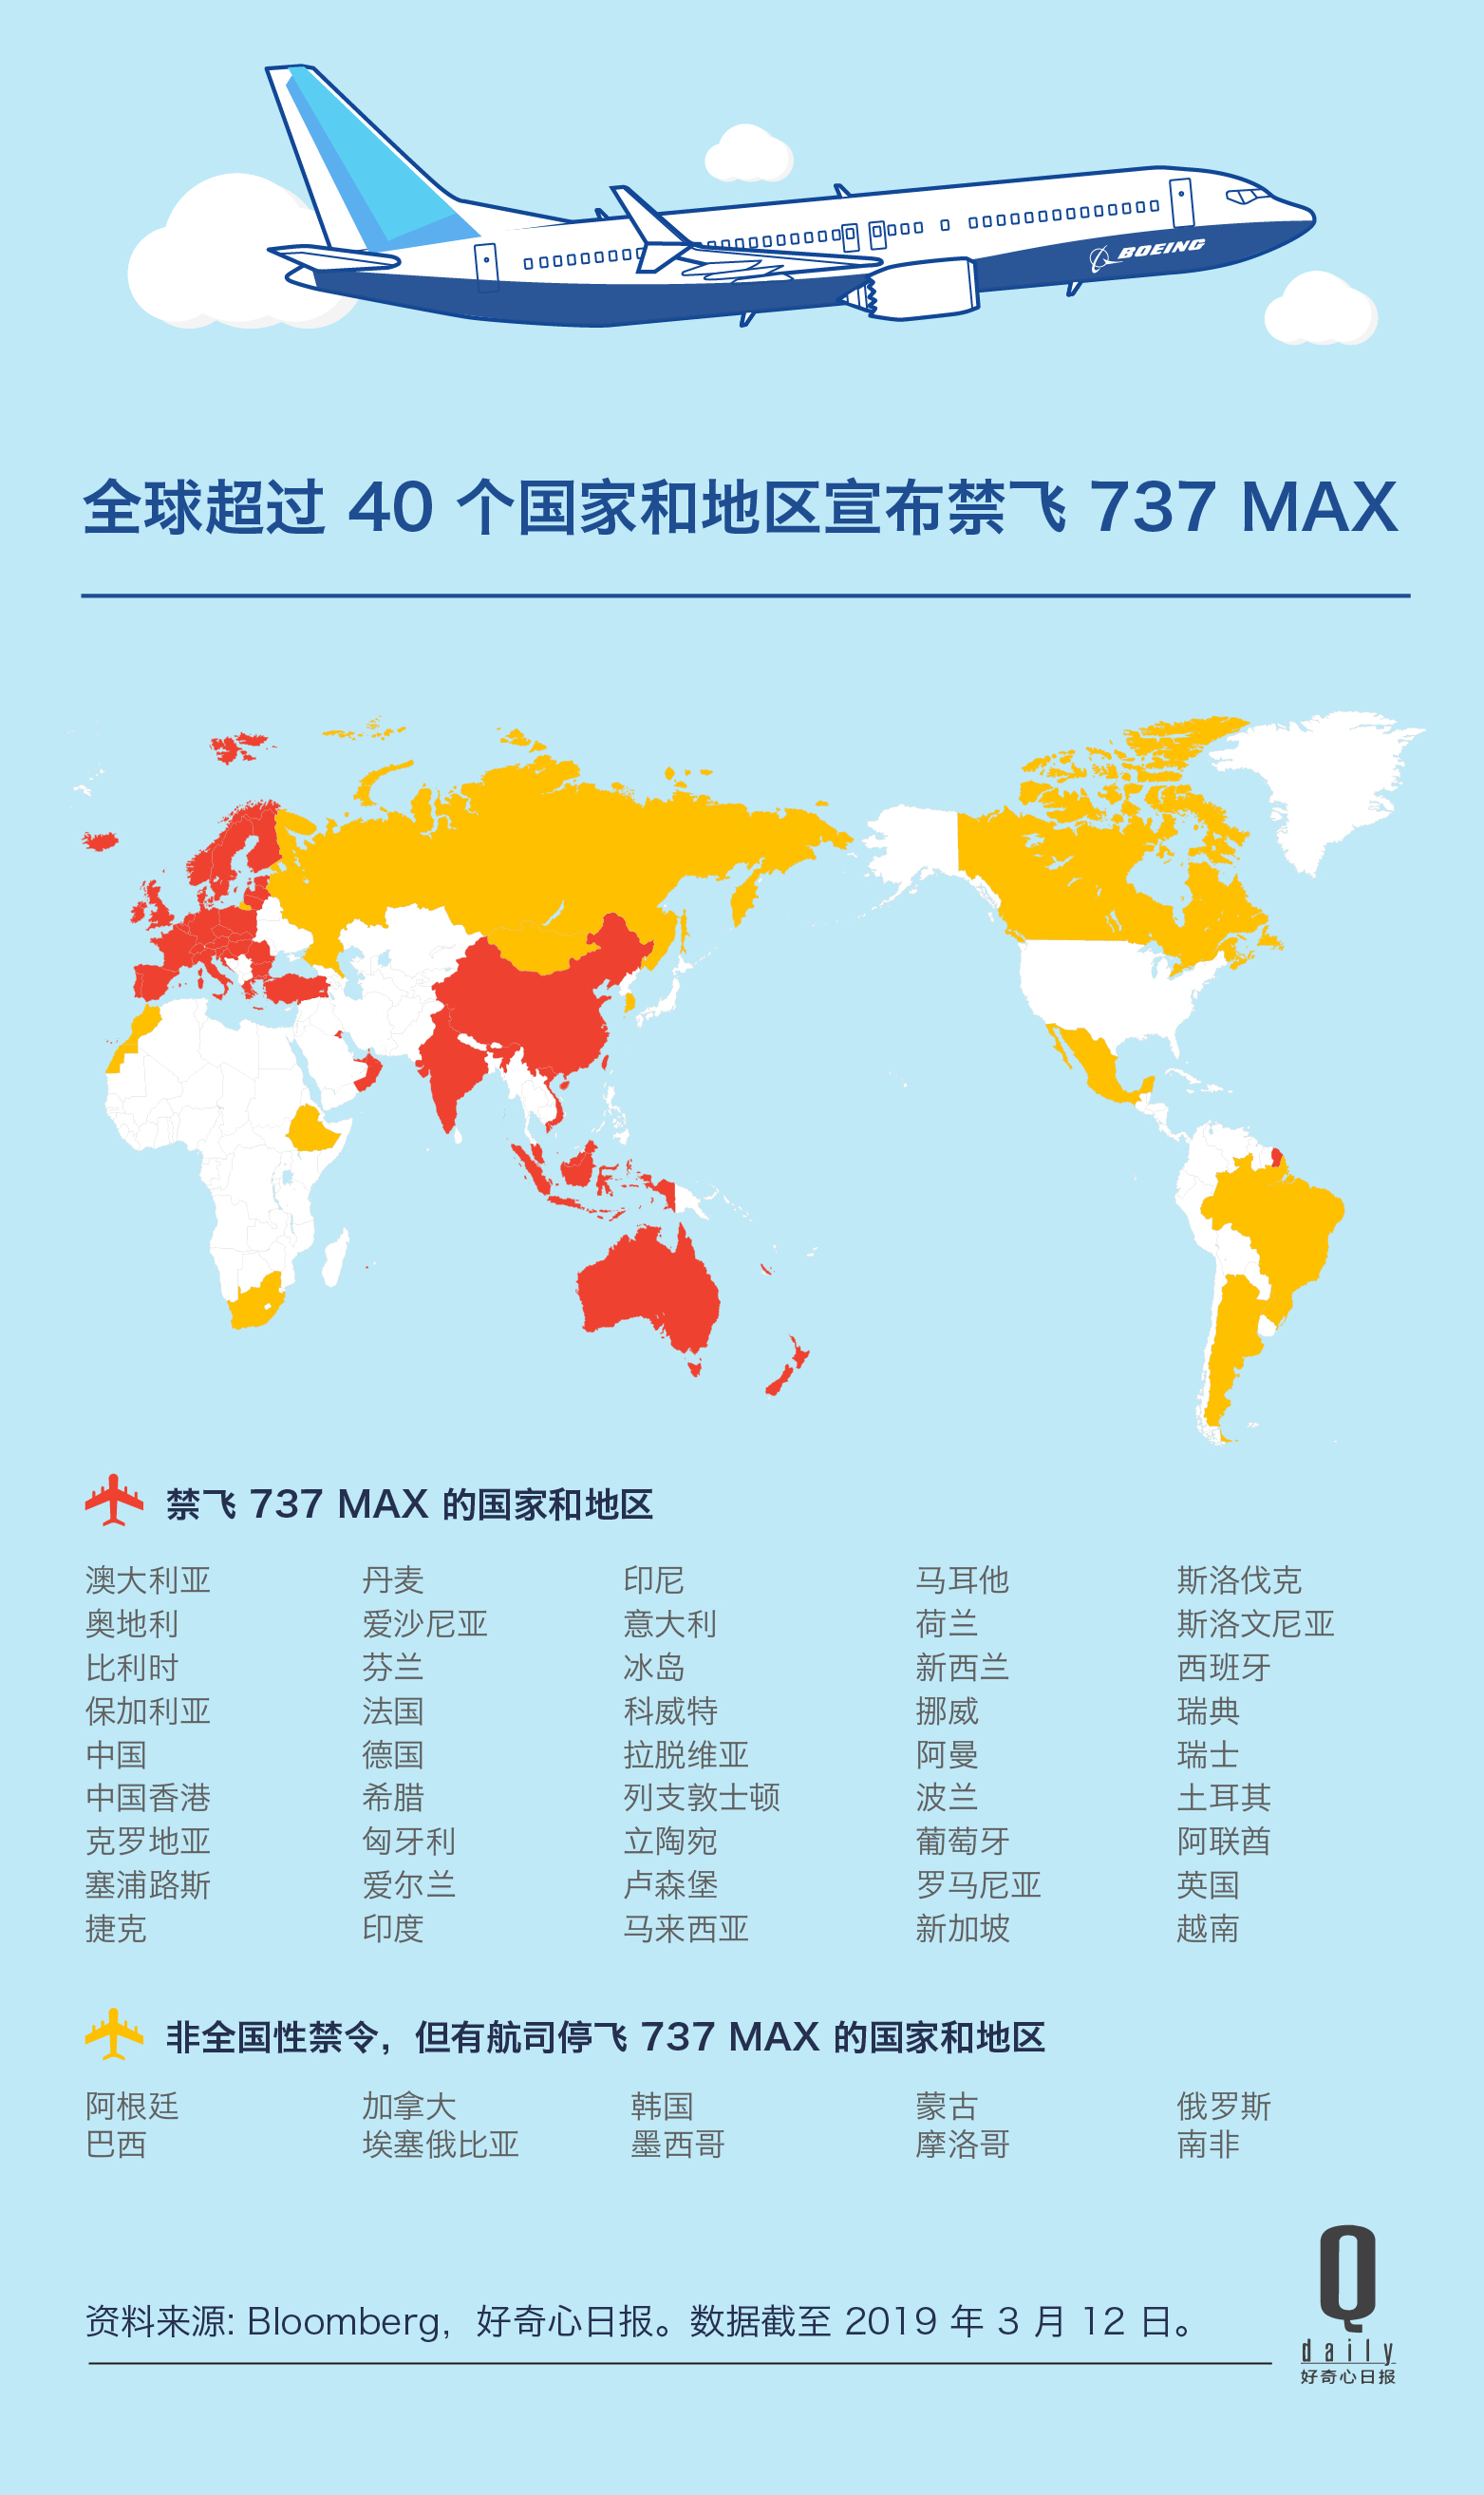 BOEING
全球超过 40 个国家和地区宣布禁飞 737 MAX
禁飞 737 MAX 的国家和地区
澳大利亚 丹麦 印尼 马耳他 斯洛伐克
奥地利 爱沙尼亚 意大利 荷兰 斯洛文尼亚
比利时 芬兰 冰岛 新西兰 西班牙
保加利亚 法国 科威特 挪威 瑞典
中国 德国 拉脱维亚 阿曼 瑞士
中国香港 希腊 列支敦士顿 波兰 土耳其
克罗地亚 匈牙利 立陶宛 葡萄牙 阿联酋
塞浦路斯 爱尔兰 卢森堡 罗马尼亚 英国
捷克 印度 马来西亚 新加坡 越南
非全国性禁令，但有航司停飞 737 MAX 的国家和地区
阿根廷 加拿大 韩国 蒙古 俄罗斯
巴西 埃塞俄比亚 墨西哥 摩洛哥 南非
资料来源: Bloomberg，好奇心日报。数据截至 2019 年 3 月 12 日。
Q
daily
好奇心日报